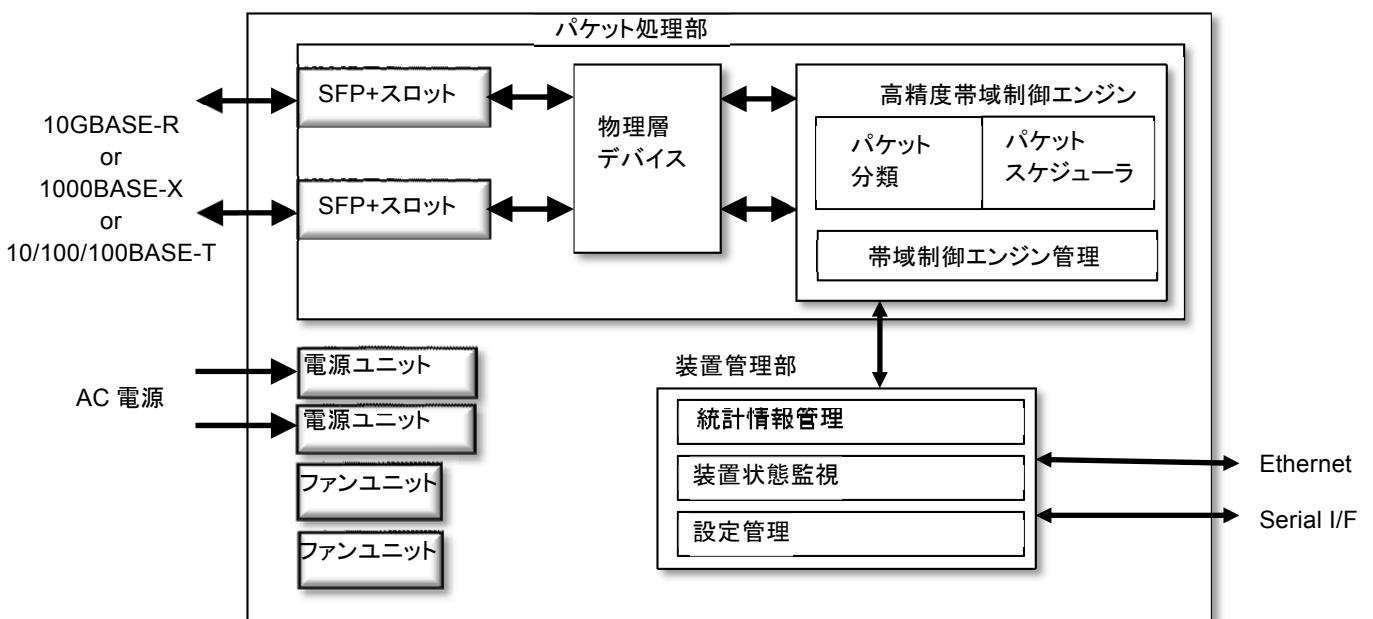 パケット処理部
SFP+スロット
SFP+スロット
10GBASE-R
or
1000BASE-X
or
10/100/100BASE-T
物理層
デバイス
高精度帯域制御エンジン
パケット
分類
パケット
スケジューラ
帯域制御エンジン管理
AC 電源
電源ユニット
電源ユニット
ファンユニット
ファンユニット
装置管理部
統計情報管理
装置状態監視
設定管理
Ethernet
Serial I/F